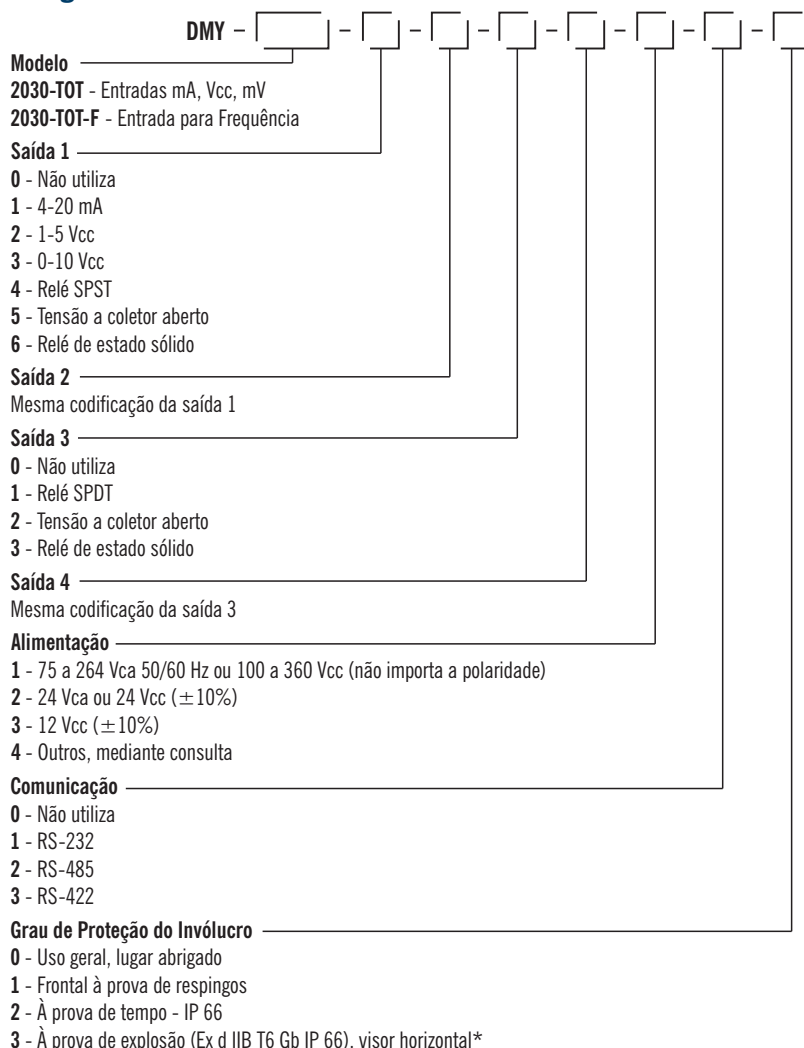 DMY – – – – – – – –
Modelo
2030-TOT - Entradas mA, Vcc, mV
2030-TOT-F - Entrada para Frequência
Saída 1
0 - Não utiliza
1 - 4-20 mA
2 - 1-5 Vcc
3 - 0-10 Vcc
4 - Relé SPST
5 - Tensão a coletor aberto
6 - Relé de estado sólido
Saída 2
Mesma codificação da saída 1
Saída 3
0 - Não utiliza
1 - Relé SPDT
2 - Tensão a coletor aberto
3 - Relé de estado sólido
Saída 4
Mesma codificação da saída 3
Alimentação
1 - 75 a 264 Vca 50/60 Hz ou 100 a 360 Vcc (não importa a polaridade)
2 - 24 Vca ou 24 Vcc (±10%)
3 - 12 Vcc (±10%)
4 - Outros, mediante consulta
Comunicação
0 - Não utiliza
1 - RS-232
2 - RS-485
3 - RS-422
Grau de Proteção do Invólucro
0 - Uso geral, lugar abrigado
1 - Frontal à prova de respingos
2 - À prova de tempo - IP 66
3 - À prova de explosão (Ex d IIB T6 Gb IP 66), visor horizontal*